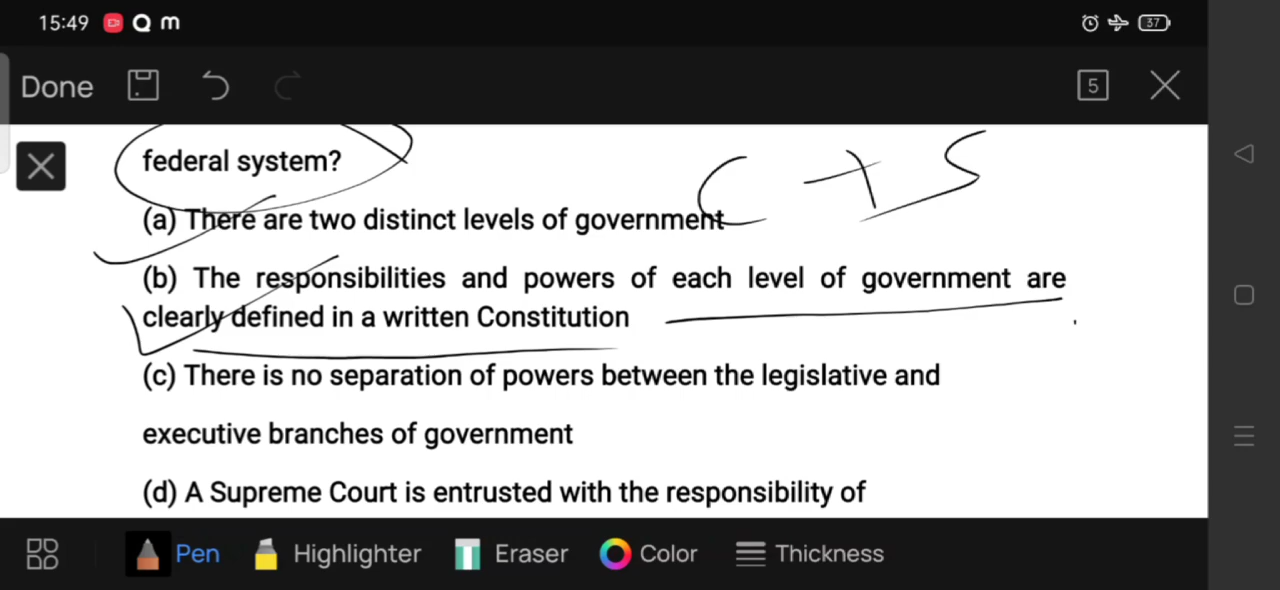 15:49 Q m 37
Done 5
federal system?
C + S
(a) There are two distinct levels of government
(b) The responsibilities and powers of each level of government are
clearly defined in a written Constitution
(c) There is no separation of powers between the legislative and
executive branches of government
(d) A Supreme Court is entrusted with the responsibility of
Pen Highlighter Eraser Color Thickness